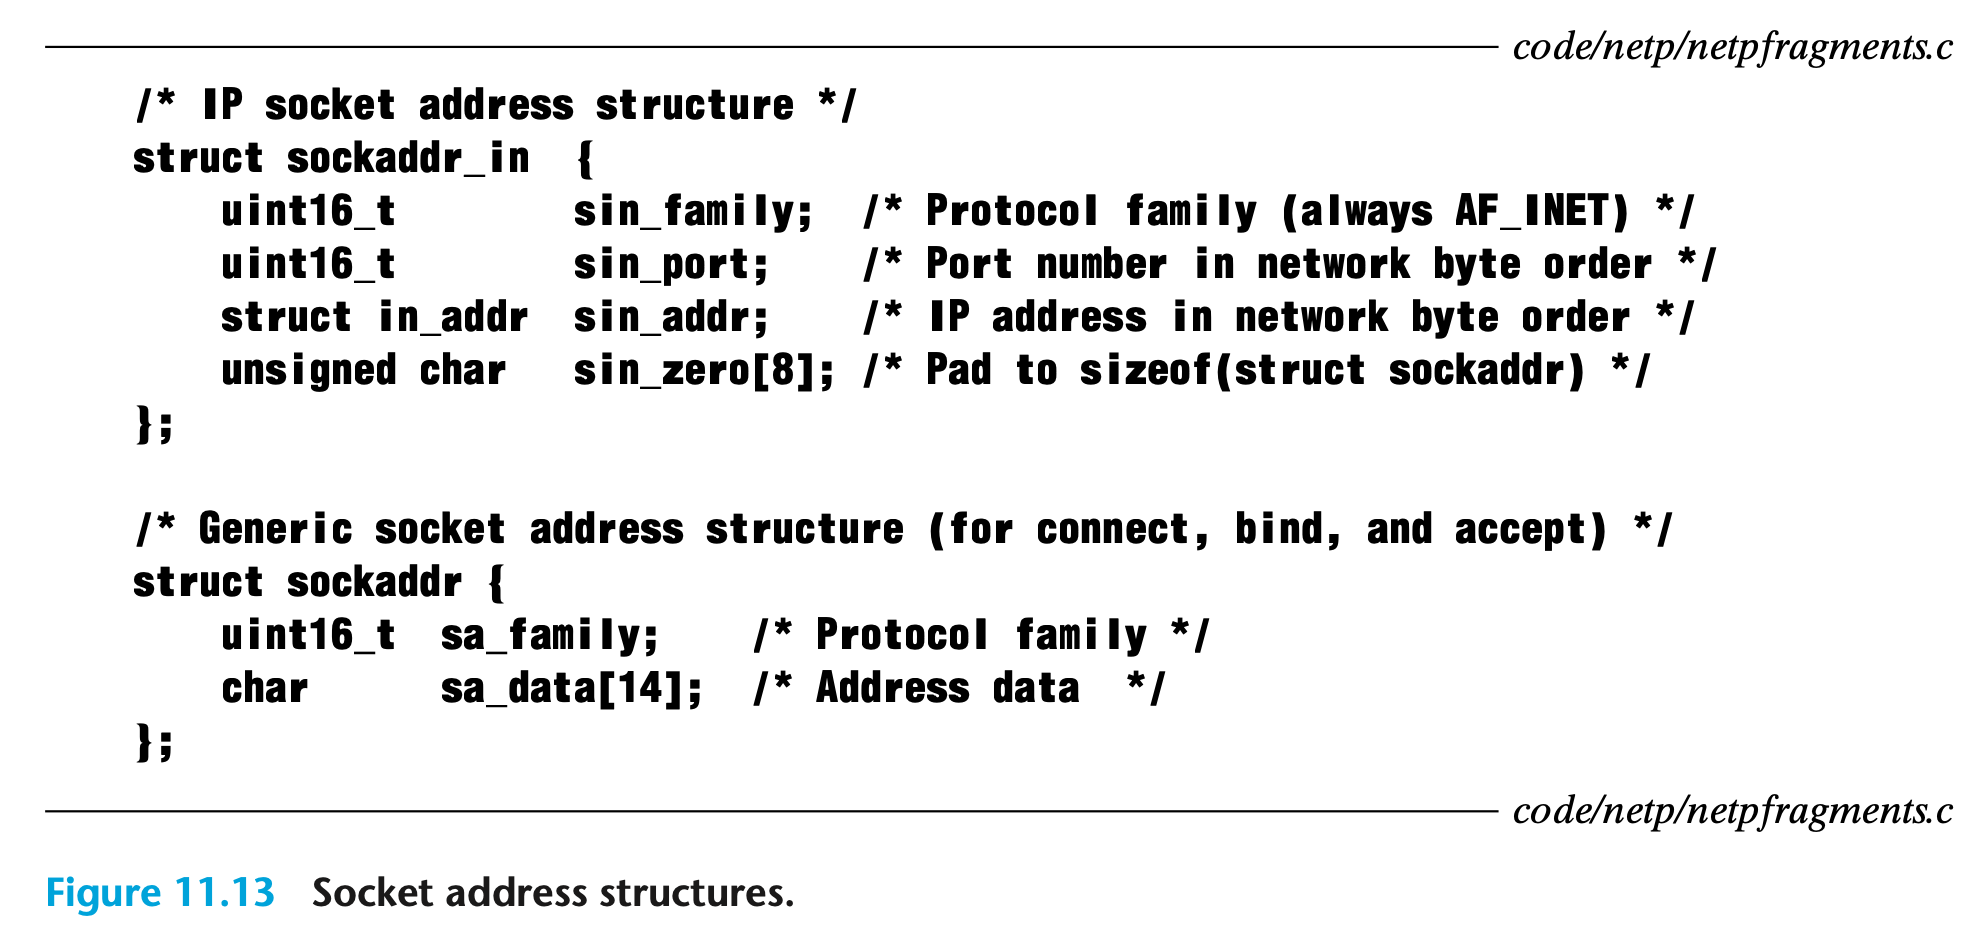 code/netp/netpfragments.c
/* IP socket address structure */
struct sockaddr_in  {
    uint16_t        sin_family;  /* Protocol family (always AF_INET) */
    uint16_t        sin_port;    /* Port number in network byte order */
    struct in_addr  sin_addr;    /* IP address in network byte order */
    unsigned char   sin_zero[8]; /* Pad to sizeof(struct sockaddr) */
};
/* Generic socket address structure (for connect, bind, and accept) */
struct sockaddr {
    uint16_t  sa_family;    /* Protocol family */
    char      sa_data[14];  /* Address data  */
};
code/netp/netpfragments.c
Figure 11.13 Socket address structures.